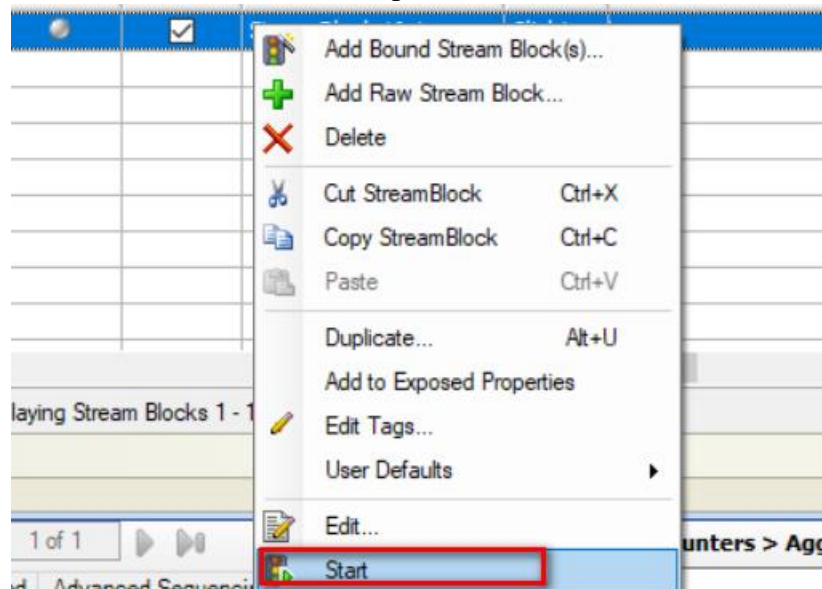 Add Bound Stream Block(s)...
Add Raw Stream Block...
Delete
Cut StreamBlock Ctrl+X
Copy StreamBlock Ctrl+C
Paste Ctrl+V
Duplicate... Alt+U
Add to Exposed Properties
laying Stream Blocks 1 - 1
Edit Tags...
User Defaults
Edit...
1 of 1
unters > Agg
Start
ed Advanced Sequenci